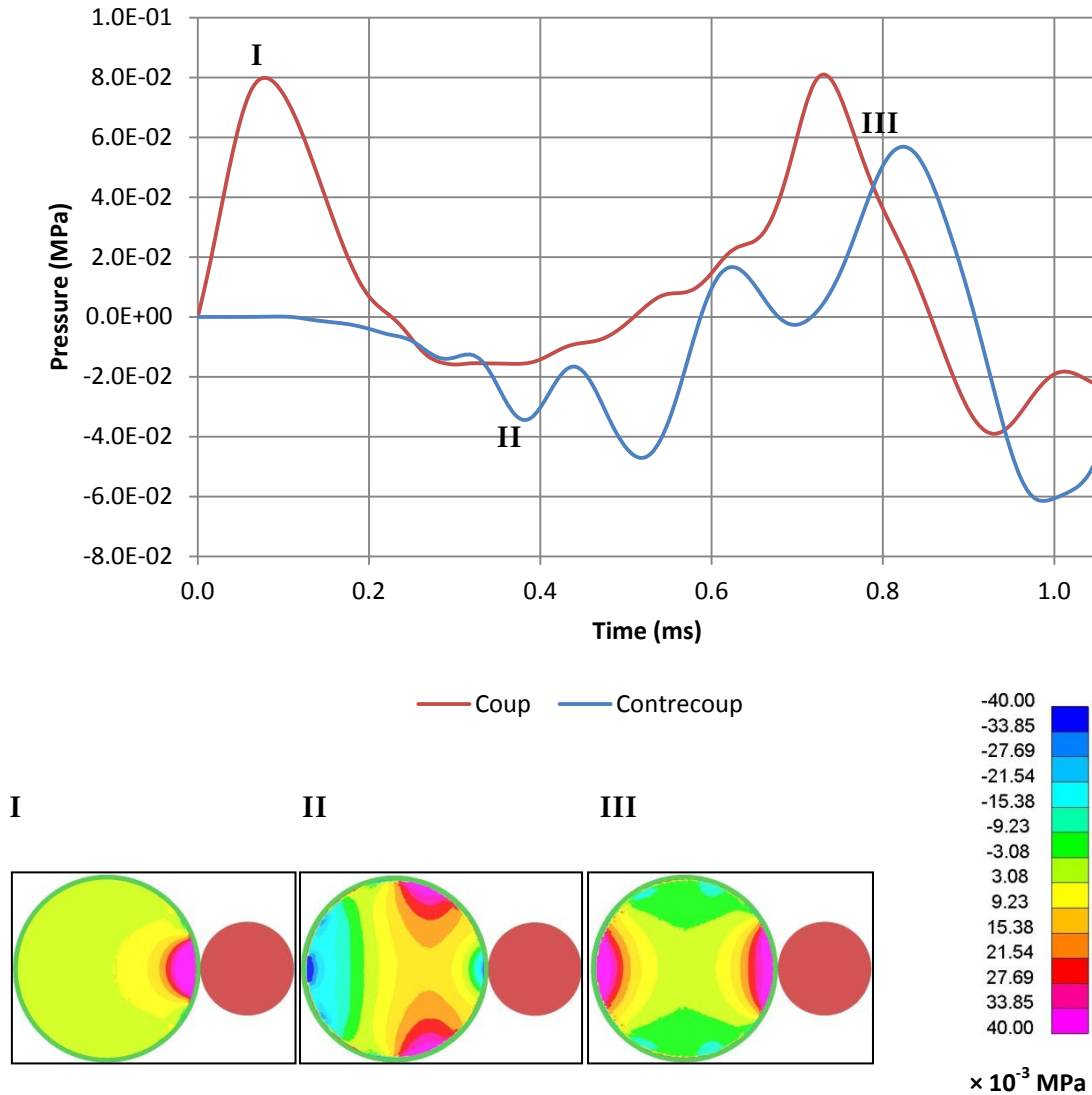 1.0E-01
8.0E-02
6.0E-02
4.0E-02
2.0E-02
0.0E+00
-2.0E-02
-4.0E-02
-6.0E-02
-8.0E-02
Pressure (MPa)
I
II
III
0.0 0.2 0.4 0.6 0.8 1.0
Time (ms)
Coup Contrecoup
-40.00
-33.85
-27.69
-21.54
-15.38
-9.23
-3.08
3.08
9.23
15.38
21.54
27.69
33.85
40.00
× 10⁻³ MPa
I II III